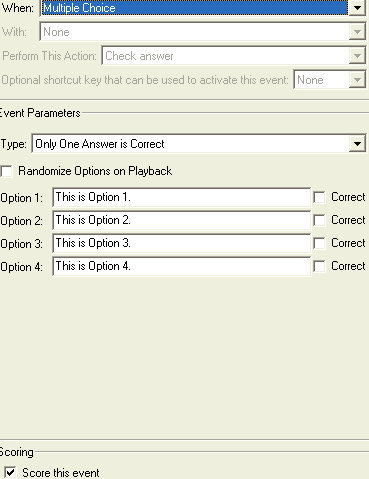 When: Multiple Choice
With: None
Perform This Action: Check answer
Optional shortcut key that can be used to activate this event: None
Event Parameters
Type: Only One Answer is Correct
Randomize Options on Playback
Option 1: This is Option 1. Correct
Option 2: This is Option 2. Correct
Option 3: This is Option 3. Correct
Option 4: This is Option 4. Correct
Scoring
Score this event